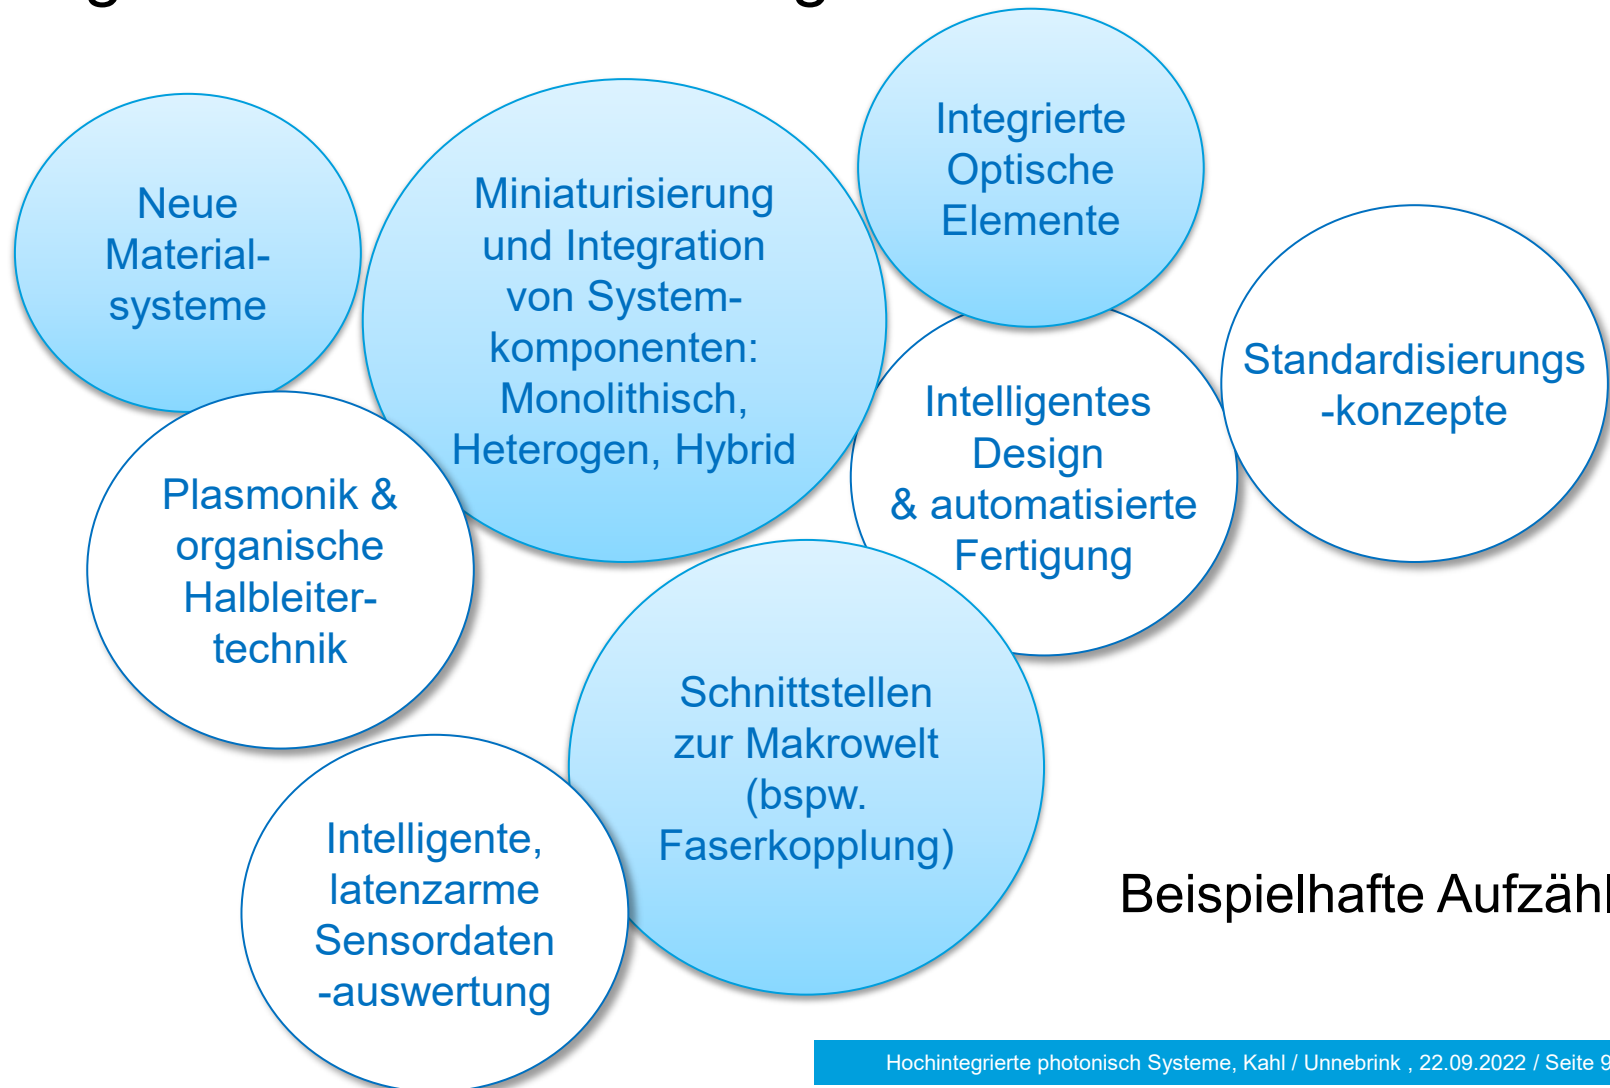 Neue
Material-
systeme
Miniaturisierung
und Integration
von System-
komponenten:
Monolithisch,
Heterogen, Hybrid
Integrierte
Optische
Elemente
Standardisierungs
-konzepte
Intelligentes
Design
& automatisierte
Fertigung
Plasmonik &
organische
Halbleiter-
technik
Schnittstellen
zur Makrowelt
(bspw.
Faserkopplung)
Intelligente,
latenzarme
Sensordaten
-auswertung
Beispielhafte
Hochintegrierte photonisch Systeme, Kahl / Unnebrink , 22.09.2022 / Seite 9